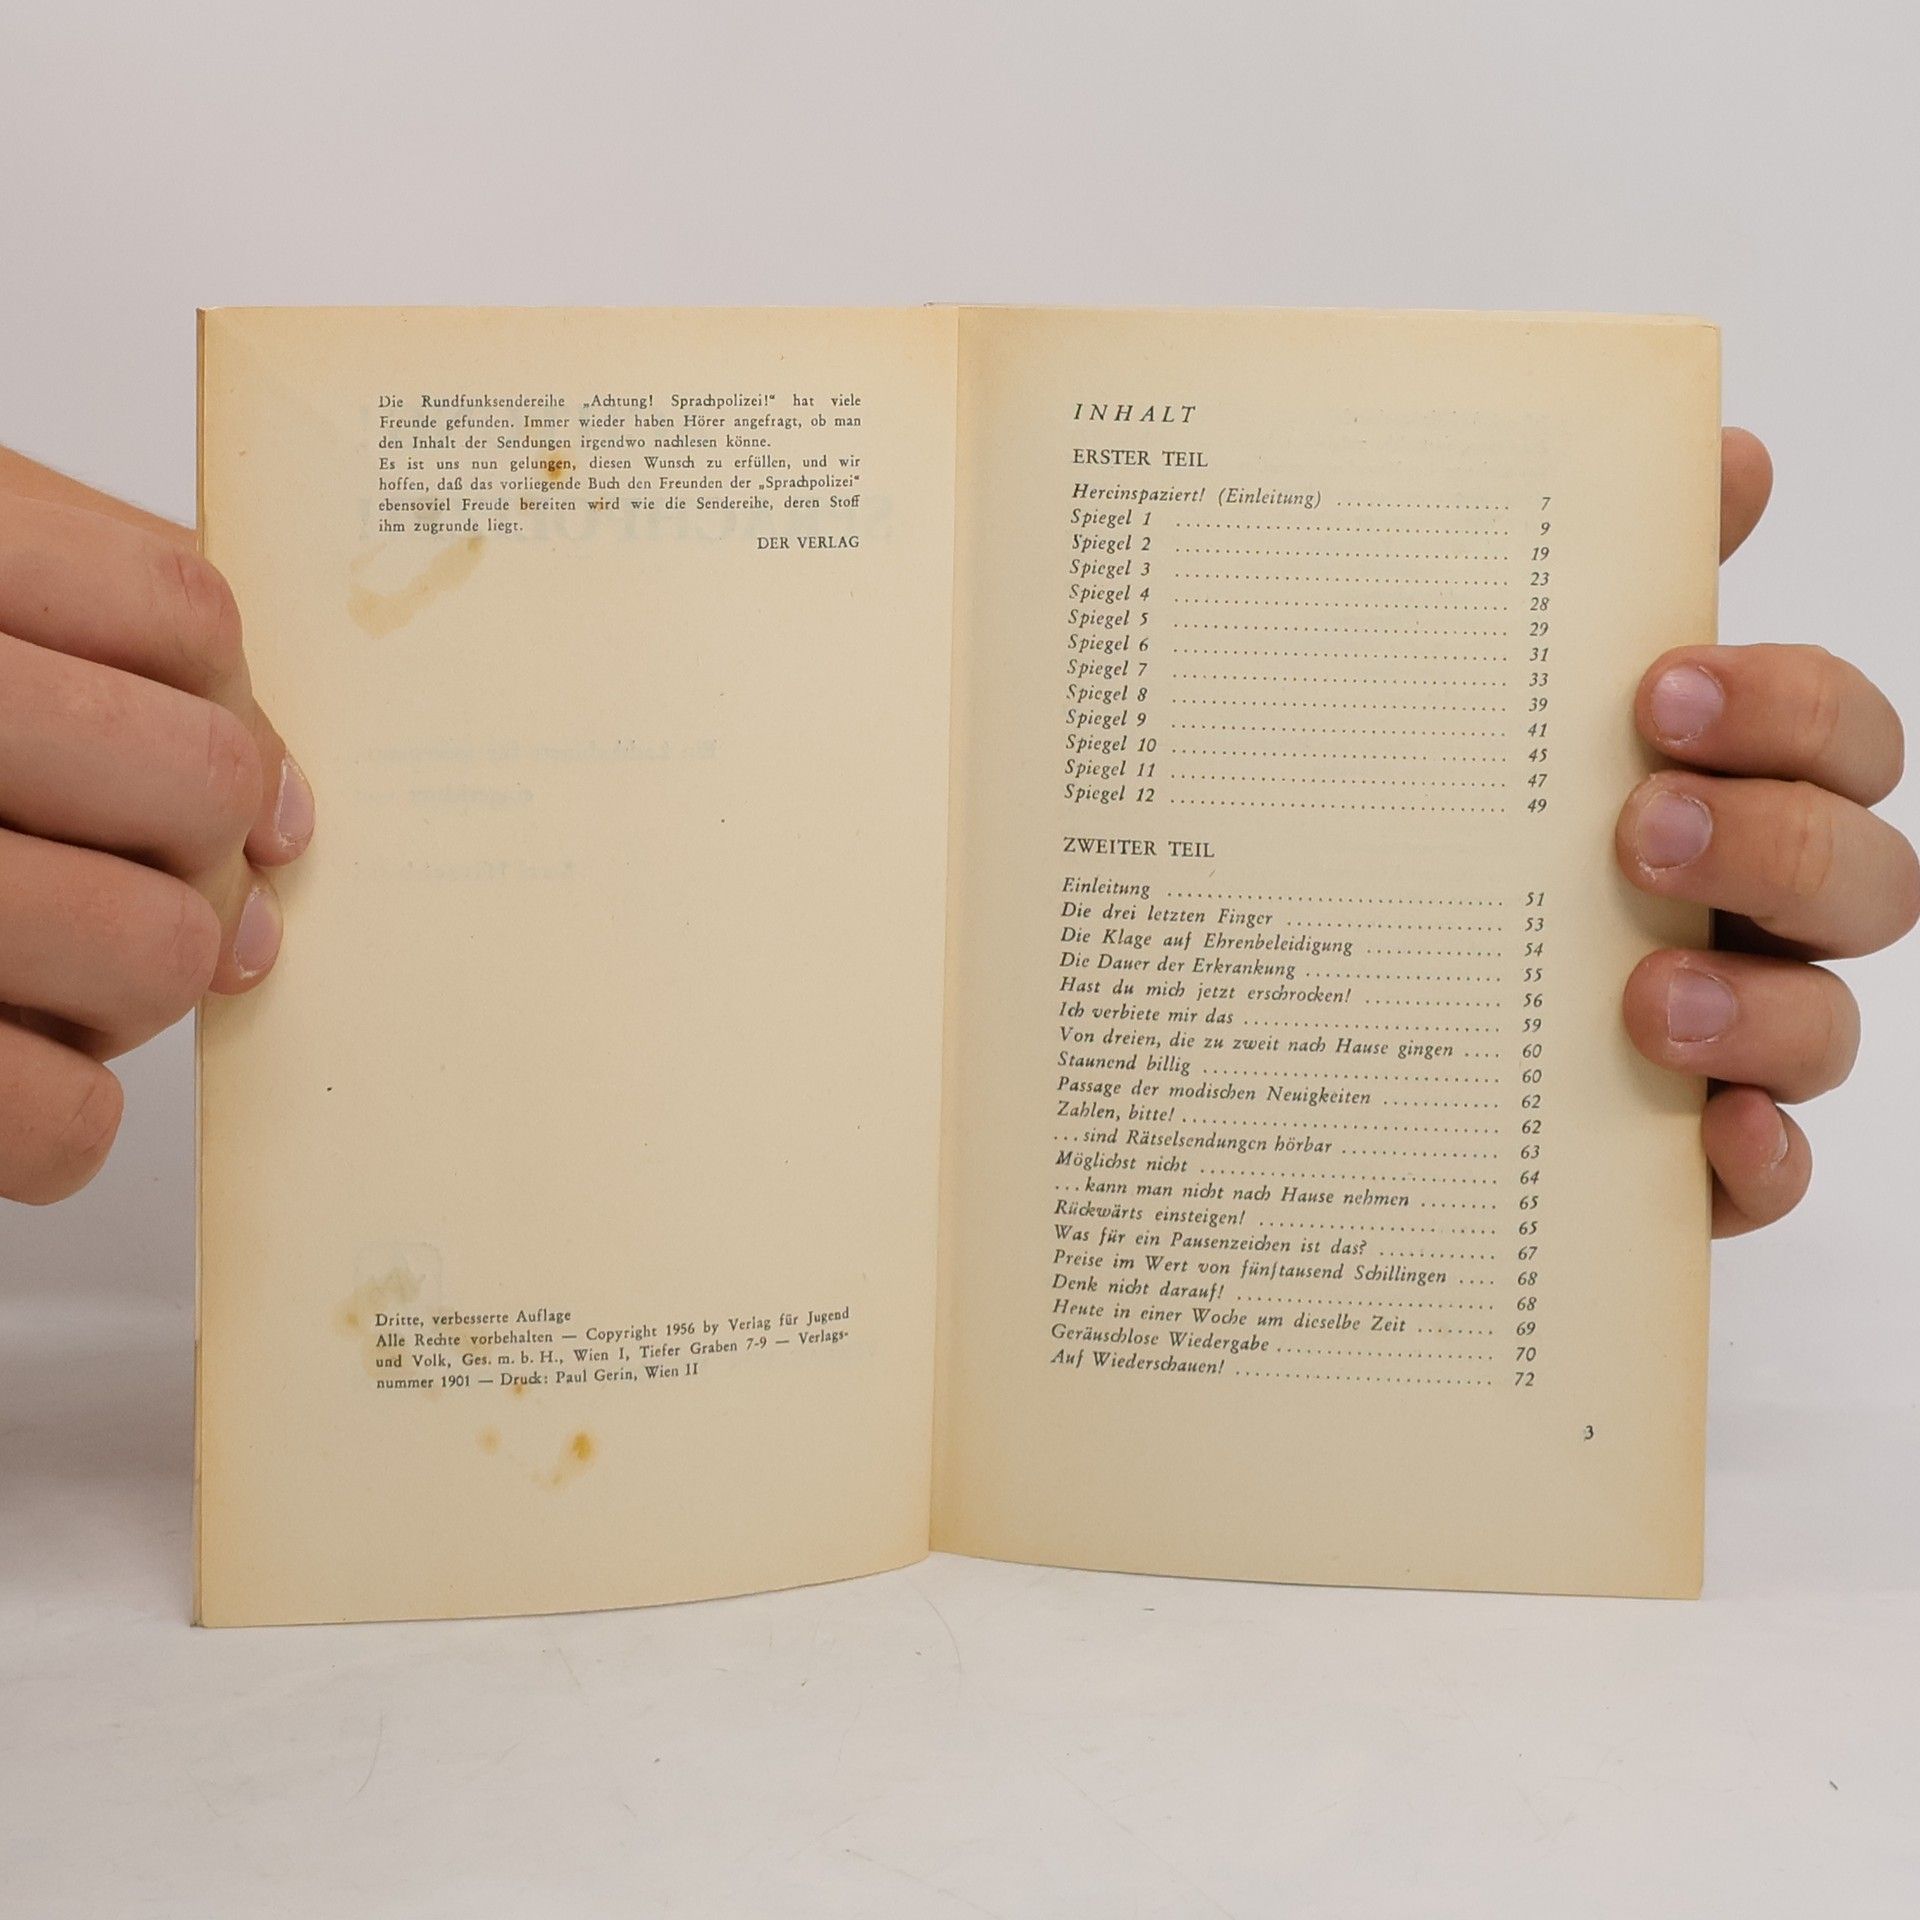 Die Rundfunksendereihe „Achtung! Sprachpolizei!“ hat viele
Freunde gefunden. Immer wieder haben Hörer angefragt, ob man
den Inhalt der Sendungen irgendwo nachlesen könne.
Es ist uns nun gelungen, diesen Wunsch zu erfüllen, und wir
hoffen, daß das vorliegende Buch den Freunden der „Sprachpolizei“
ebensoviel Freude bereiten wird wie die Sendereihe, deren Stoff
ihm zugrunde liegt.
DER VERLAG
Dritte, verbesserte Auflage
Alle Rechte vorbehalten — Copyright 1956 by Verlag für Jugend
und Volk, Ges. m. b. H., Wien I, Tiefer Graben 7-9 — Verlags-
nummer 1901 — Druck: Paul Gerin, Wien II
INHALT
ERSTER TEIL
Hereinspaziert! (Einleitung) .................. 7
Spiegel 1 .................................. 9
Spiegel 2 .................................. 19
Spiegel 3 .................................. 23
Spiegel 4 .................................. 28
Spiegel 5 .................................. 29
Spiegel 6 .................................. 31
Spiegel 7 .................................. 33
Spiegel 8 .................................. 39
Spiegel 9 .................................. 41
Spiegel 10 .................................. 45
Spiegel 11 .................................. 47
Spiegel 12 .................................. 49
ZWEITER TEIL
Einleitung .................................. 51
Die drei letzten Finger ...................... 53
Die Klage auf Ehrenbeleidigung .............. 54
Die Dauer der Erkrankung .................... 55
Hast du mich jetzt erschrocken! .............. 56
Ich verbiete mir das .......................... 59
Von dreien, die zu zweit nach Hause gingen .... 60
Staunend billig .............................. 60
Passage der modischen Neuigkeiten ............ 62
Zahlen, bitte! ................................ 62
...sind Rätselsendungen hörbar ................ 63
Möglichst nicht .............................. 64
...kann man nicht nach Hause nehmen ........ 65
Rückwärts einsteigen! ........................ 65
Was für ein Pausenzeichen ist das? ............ 67
Preise im Wert von fünftausend Schillingen .... 68
Denk nicht darauf! .......................... 68
Heute in einer Woche um dieselbe Zeit ........ 69
Geräuschlose Wiedergabe ...................... 70
Auf Wiederschauen! .......................... 72
3